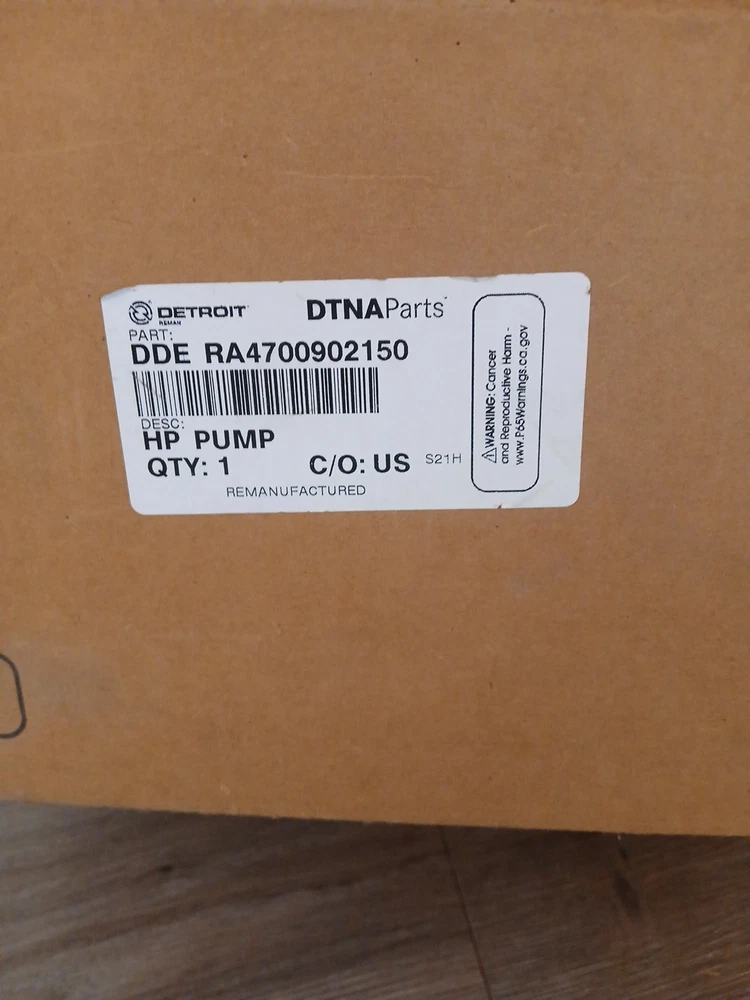 DETROIT
REMAN
DTNAParts
PART:
DDE RA4700902150
DESC:
HP PUMP
QTY: 1 C/O: US S21H
REMANUFACTURED
⚠WARNING: Cancer
and Reproductive Harm -
www.P65Warnings.ca.gov